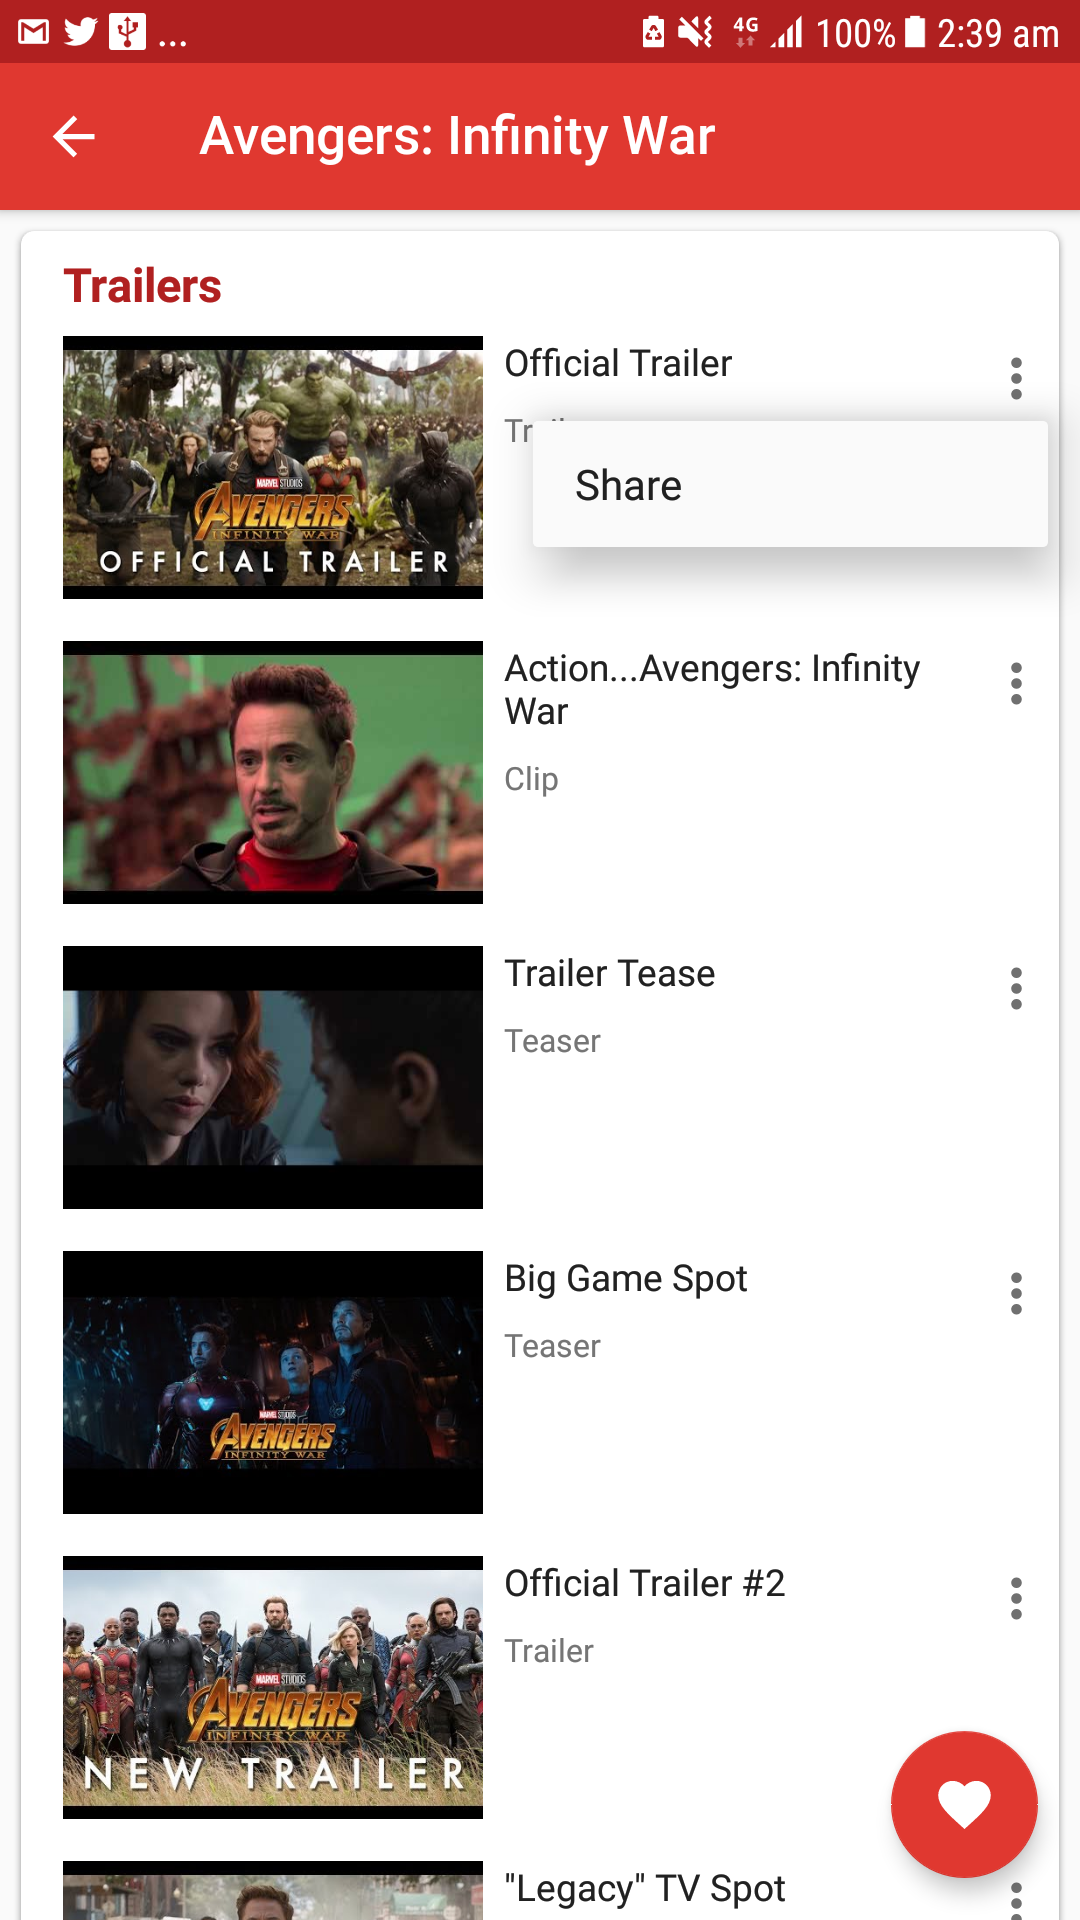 ... 4G 100% 2:39 am
Avengers: Infinity War
Trailers
MARVEL STUDIOS
AVENGERS
INFINITY WAR
OFFICIAL TRAILER
Official Trailer
Share
Action...Avengers: Infinity
War
Clip
Trailer Tease
Teaser
Big Game Spot
Teaser
MARVEL STUDIOS
AVENGERS
INFINITY WAR
Official Trailer #2
Trailer
MARVEL STUDIOS
AVENGERS
INFINITY WAR
NEW TRAILER
"Legacy" TV Spot